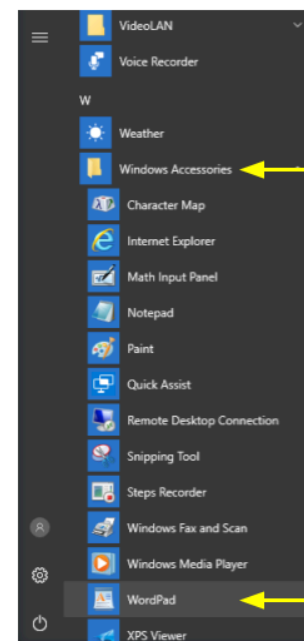 VideoLAN
Voice Recorder
W
Weather
Windows Accessories
Character Map
Internet Explorer
Math Input Panel
Notepad
Paint
Quick Assist
Remote Desktop Connection
Snipping Tool
Steps Recorder
Windows Fax and Scan
Windows Media Player
WordPad
XPS Viewer